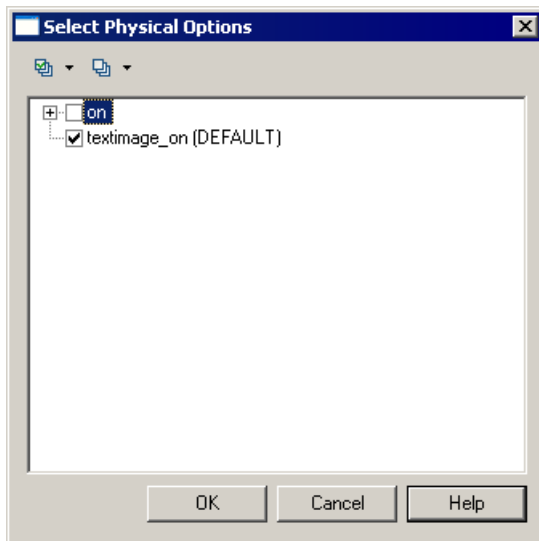 Select Physical Options
on
textimage_on (DEFAULT)
OK
Cancel
Help